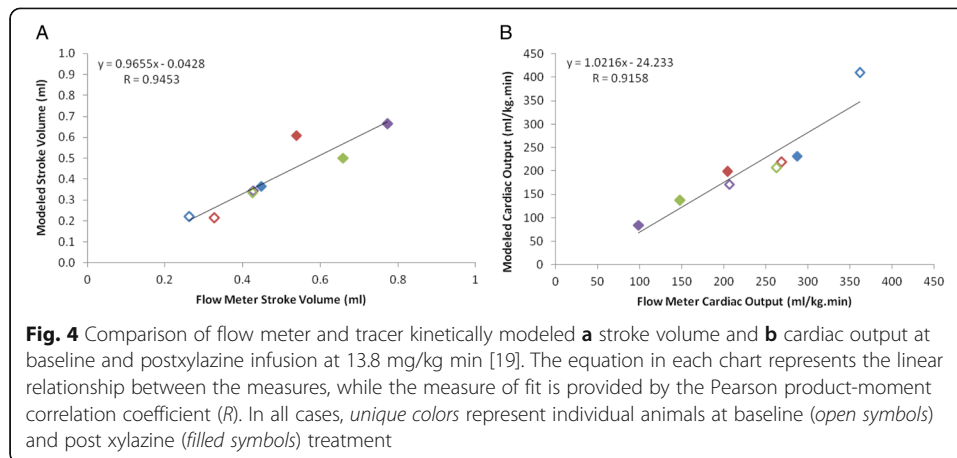 A
y = 0.9655x - 0.0428
R = 0.9453
Modeled Stroke Volume (ml)
1.0
0.9
0.8
0.7
0.6
0.5
0.4
0.3
0.2
0.1
0.0
0 0.2 0.4 0.6 0.8 1
Flow Meter Stroke Volume (ml)
B
y = 1.0216x - 24.233
R = 0.9158
Modeled Cardiac Output (ml/kg.min)
450
400
350
300
250
200
150
100
50
0
0 50 100 150 200 250 300 350 400 450
Flow Meter Cardiac Output (ml/kg.min)
Fig. 4 Comparison of flow meter and tracer kinetically modeled a stroke volume and b cardiac output at
baseline and postxylazine infusion at 13.8 mg/kg min [19]. The equation in each chart represents the linear
relationship between the measures, while the measure of fit is provided by the Pearson product-moment
correlation coefficient (R). In all cases, unique colors represent individual animals at baseline (open symbols)
and post xylazine (filled symbols) treatment